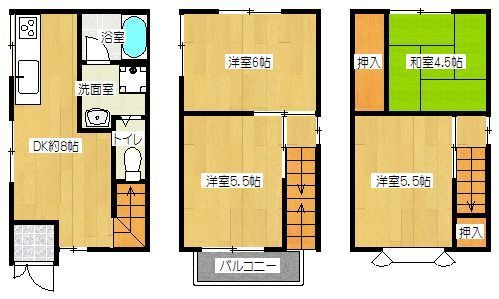 浴室
洗面室
トイレ
DK約8帖
洋室6帖
洋室5.5帖
バルコニー
押入
和室4.5帖
洋室5.5帖
押入